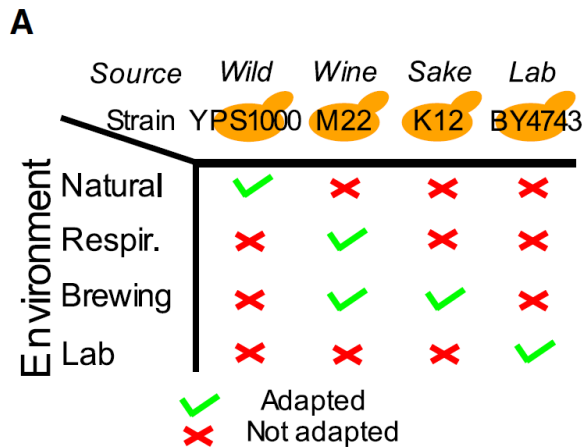 A
Source Wild Wine Sake Lab
Strain YPS1000 M22 K12 BY4743
Environment
Natural
Respir.
Brewing
Lab
Adapted
Not adapted